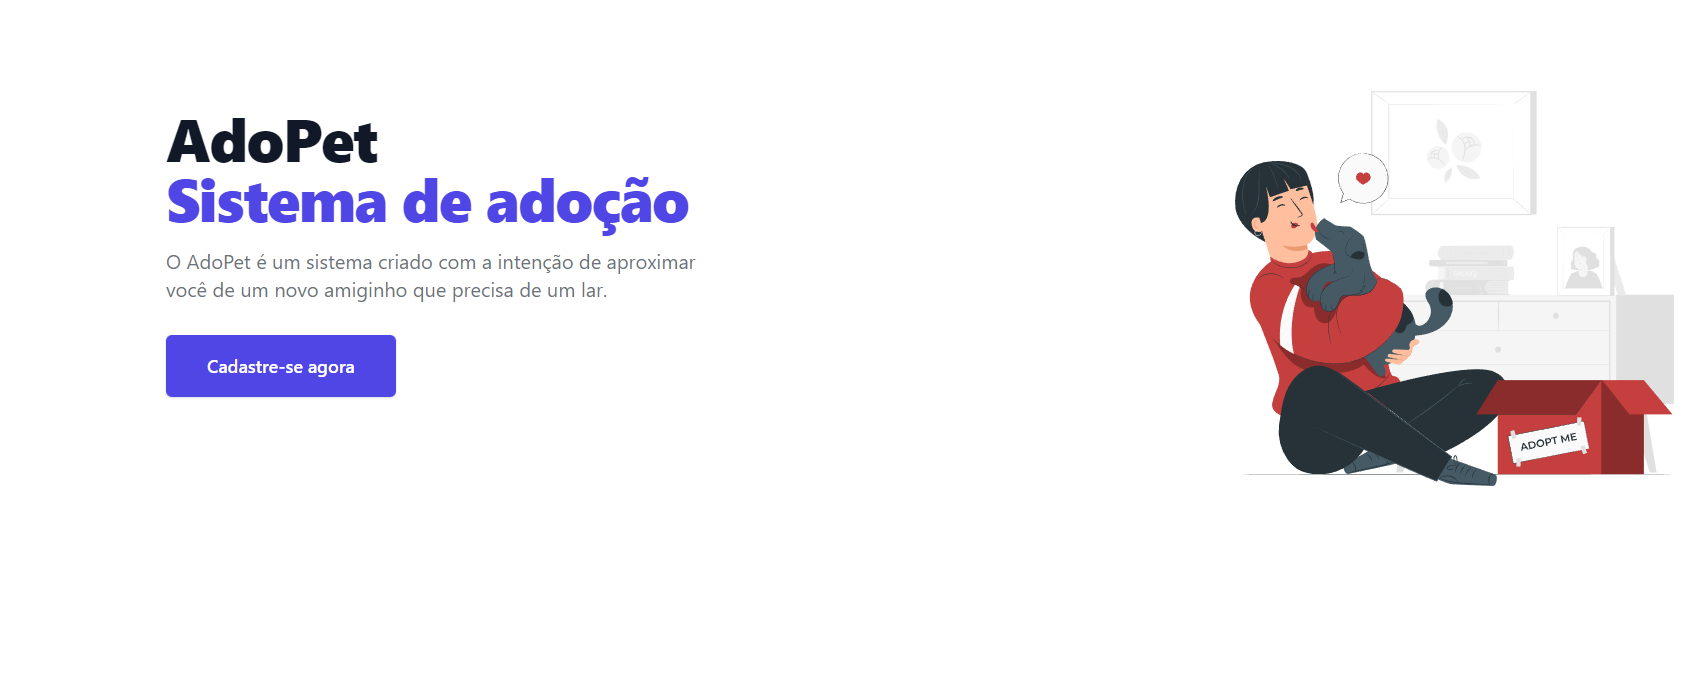 AdoPet
Sistema de adoção
O AdoPet é um sistema criado com a intenção de aproximar
você de um novo amiginho que precisa de um lar.
Cadastre-se agora
ADOPT ME